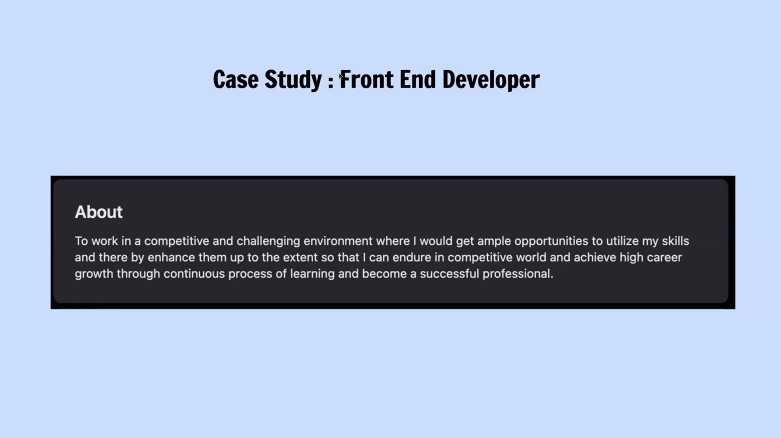 Case Study : Front End Developer
About
To work in a competitive and challenging environment where I would get ample opportunities to utilize my skills
and there by enhance them up to the extent so that I can endure in competitive world and achieve high career
growth through continuous process of learning and become a successful professional.